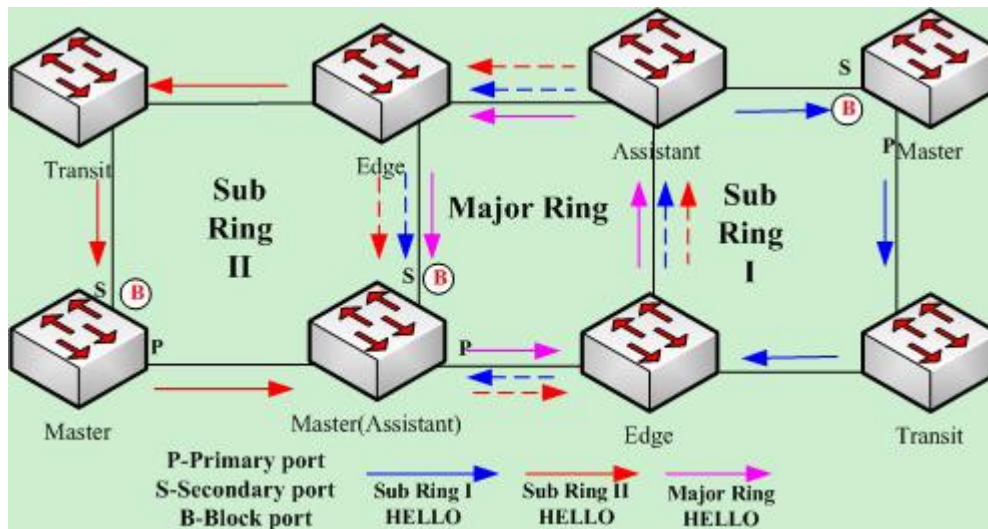 S
B
Transit
Edge
Assistant
P
Master
Sub
Ring
II
Major Ring
Sub
Ring
I
S
B
S
B
P
P
Master
Master(Assistant)
Edge
Transit
P-Primary port
S-Secondary port
B-Block port
Sub Ring I
HELLO
Sub Ring II
HELLO
Major Ring
HELLO